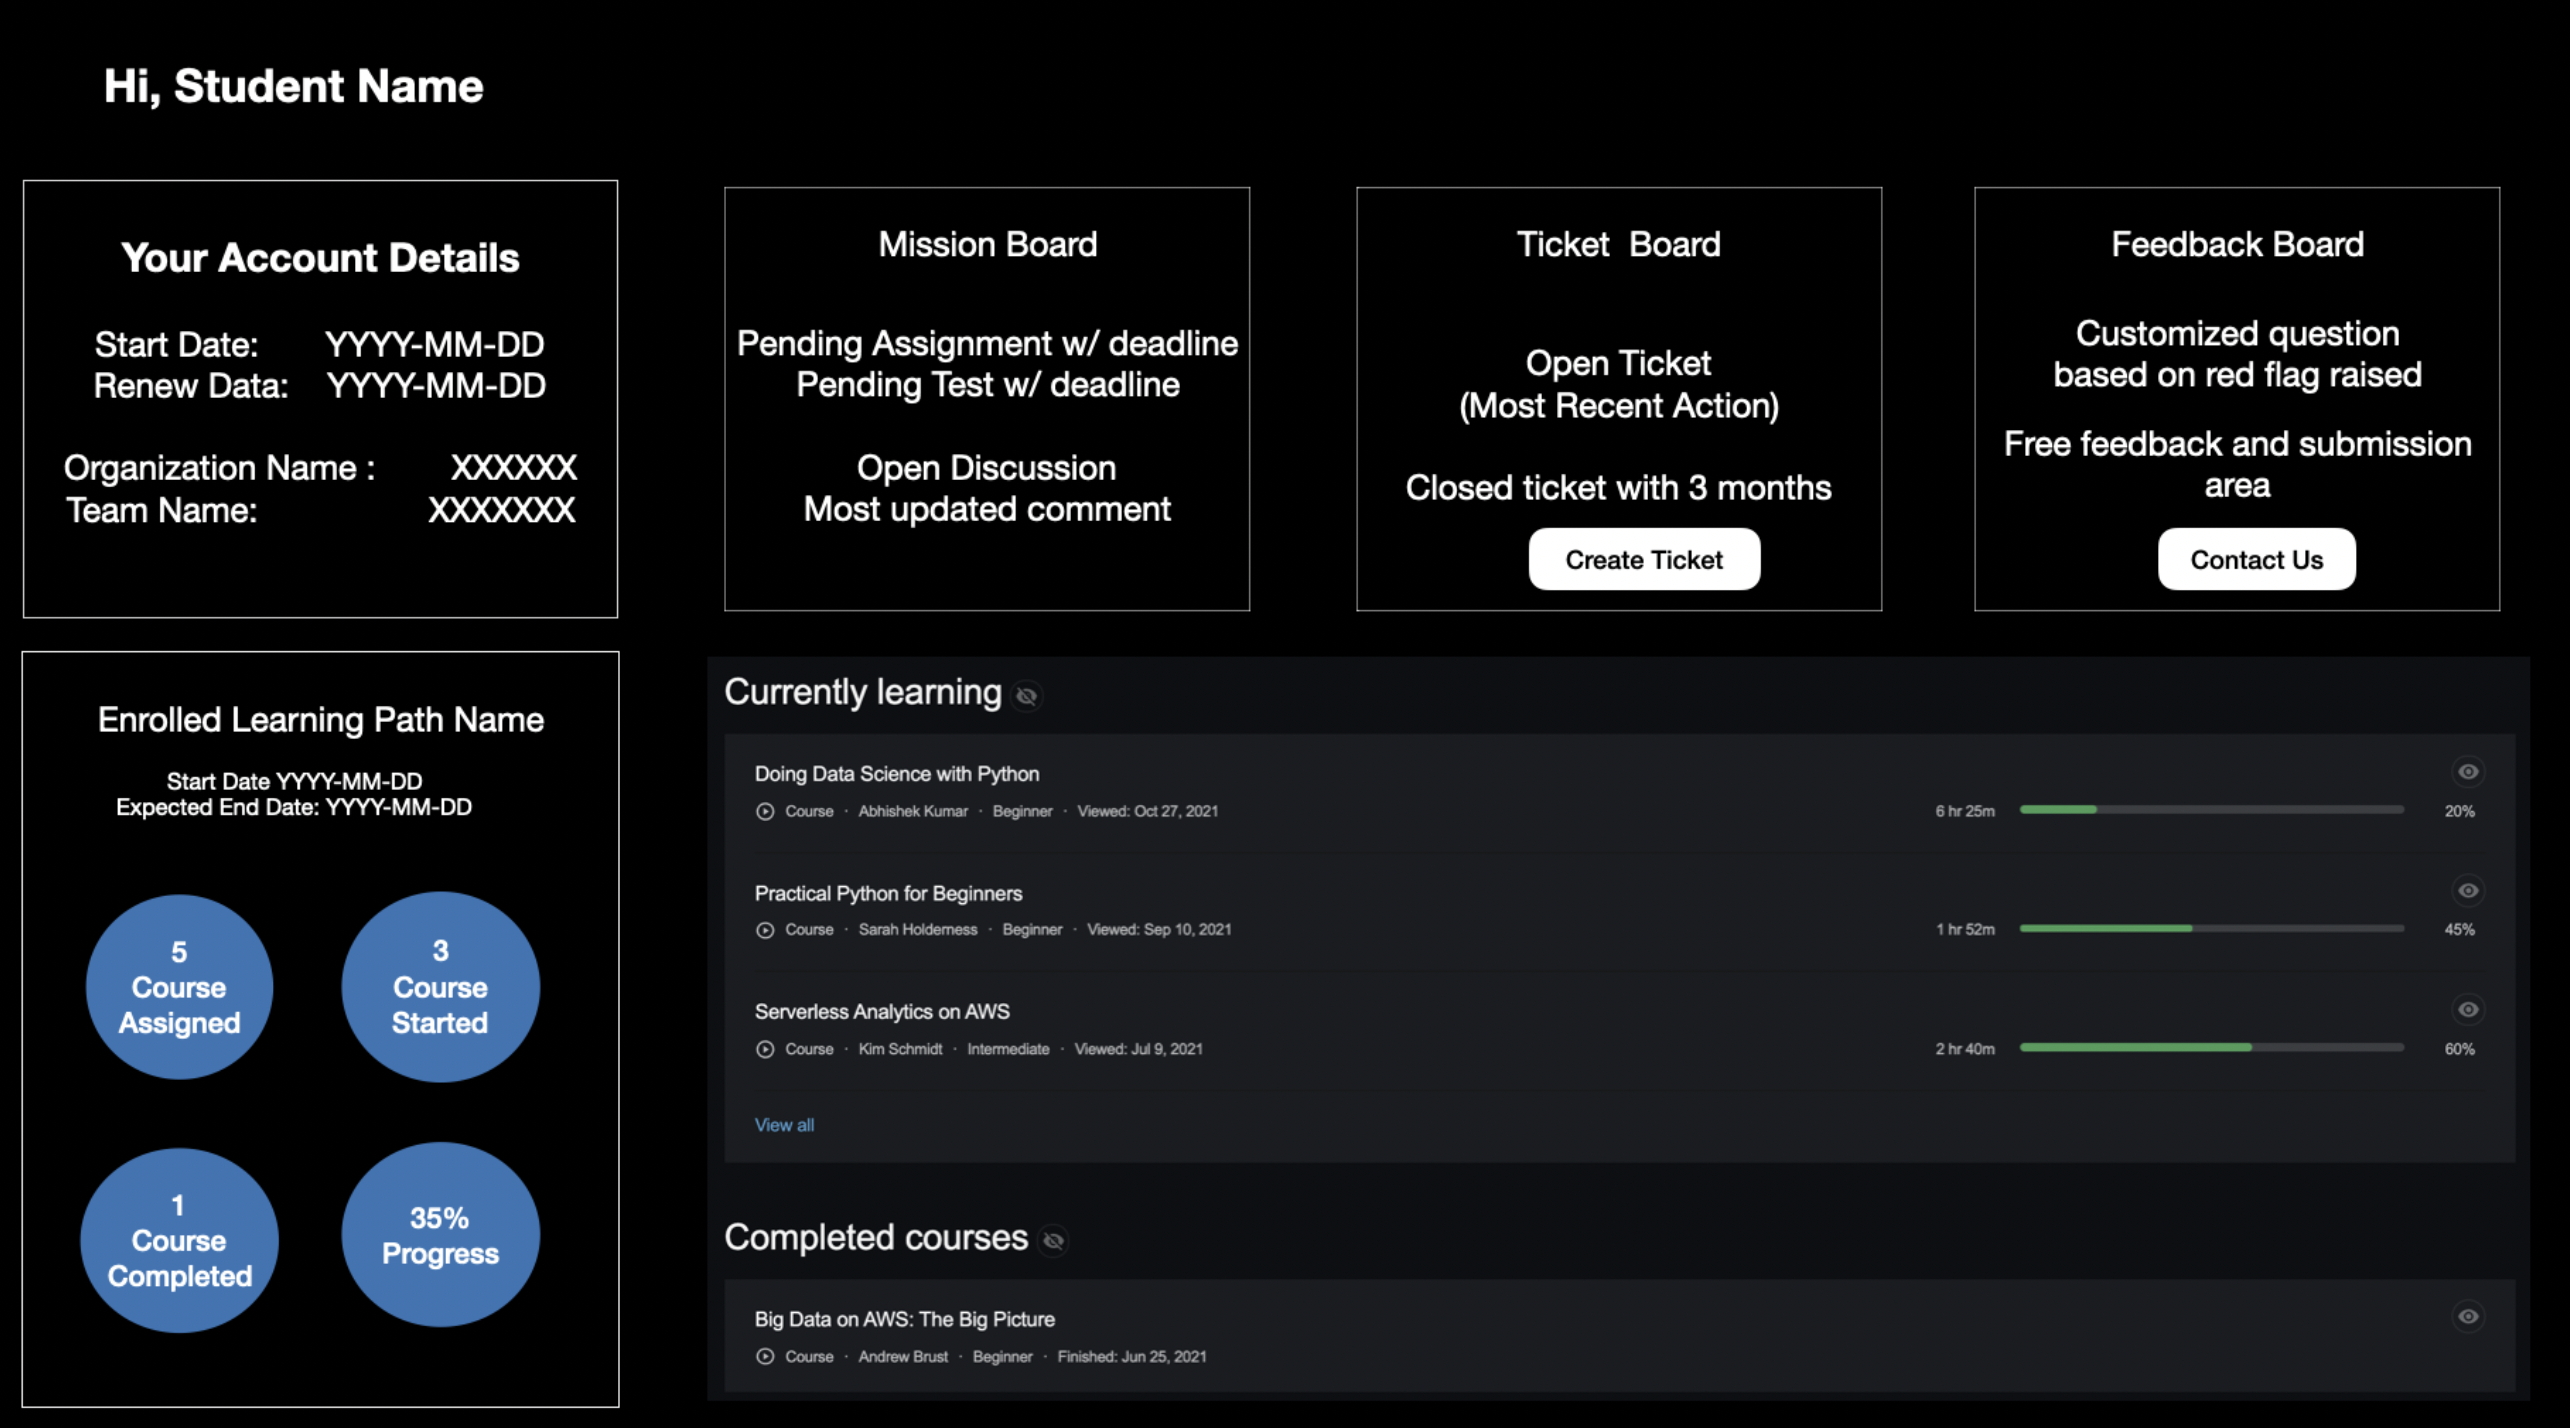 Hi, Student Name
Your Account Details
Start Date: YYYY-MM-DD
Renew Data: YYYY-MM-DD
Organization Name : XXXXXX
Team Name: XXXXXXX
Mission Board
Pending Assignment w/ deadline
Pending Test w/ deadline
Open Discussion
Most updated comment
Ticket Board
Open Ticket
(Most Recent Action)
Closed ticket with 3 months
Create Ticket
Feedback Board
Customized question
based on red flag raised
Free feedback and submission
area
Contact Us
Enrolled Learning Path Name
Start Date YYYY-MM-DD
Expected End Date: YYYY-MM-DD
5
Course
Assigned
3
Course
Started
1
Course
Completed
35%
Progress
Currently learning
Doing Data Science with Python
Course · Abhishek Kumar · Beginner · Viewed: Oct 27, 2021 6 hr 25m 20%
Practical Python for Beginners
Course · Sarah Holderness · Beginner · Viewed: Sep 10, 2021 1 hr 52m 45%
Serverless Analytics on AWS
Course · Kim Schmidt · Intermediate · Viewed: Jul 9, 2021 2 hr 40m 60%
View all
Completed courses
Big Data on AWS: The Big Picture
Course · Andrew Brust · Beginner · Finished: Jun 25, 2021